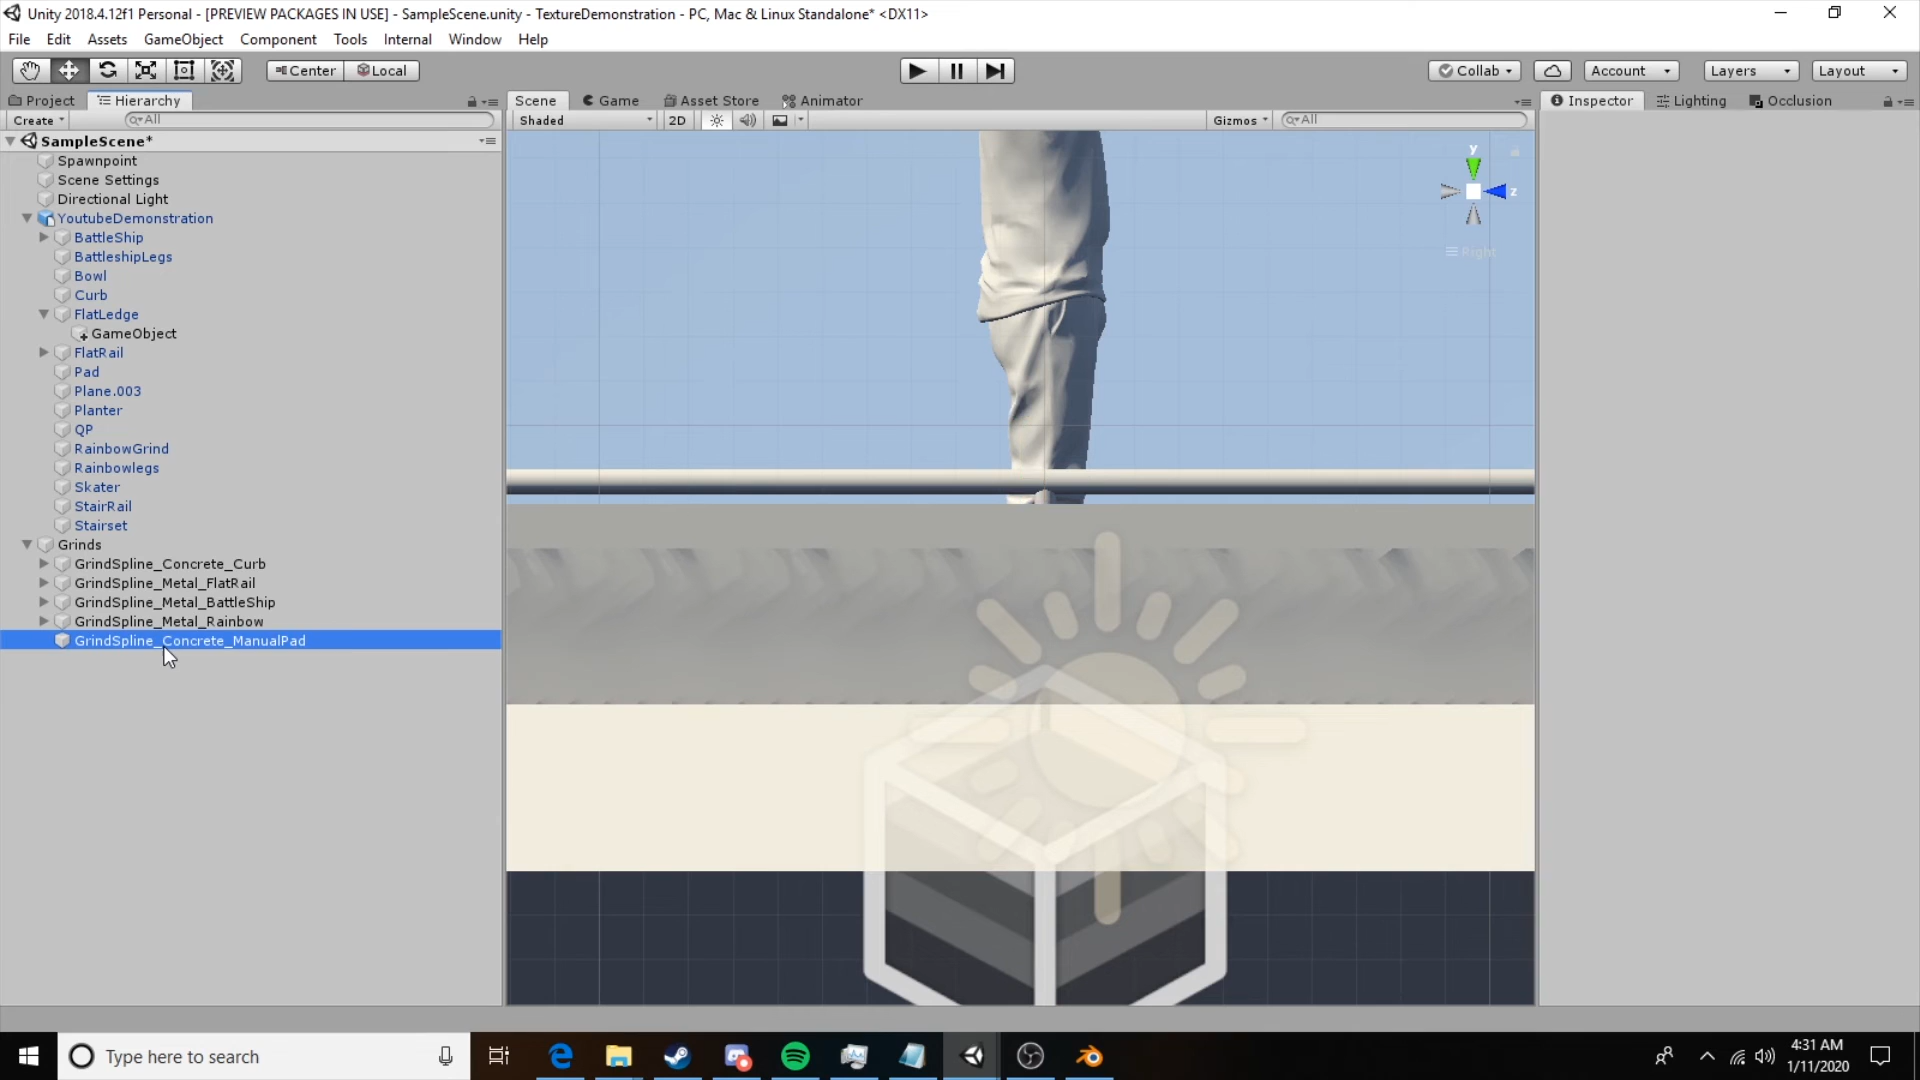 Unity 2018.4.12f1 Personal - [PREVIEW PACKAGES IN USE] - SampleScene.unity - TextureDemonstration - PC, Mac & Linux Standalone* <DX11>
File Edit Assets GameObject Component Tools Internal Window Help
Center Local Collab Account Layers Layout
Project Hierarchy Scene Game Asset Store Animator Inspector Lighting Occlusion
Create All Shaded 2D Gizmos All
SampleScene*
Spawnpoint
Scene Settings
Directional Light
YoutubeDemonstration
BattleShip
BattleshipLegs
Bowl
Curb
FlatLedge
GameObject
FlatRail
Pad
Plane.003
Planter
QP
RainbowGrind
Rainbowlegs
Skater
StairRail
Stairset
Grinds
GrindSpline_Concrete_Curb
GrindSpline_Metal_FlatRail
GrindSpline_Metal_BattleShip
GrindSpline_Metal_Rainbow
GrindSpline_Concrete_ManualPad
y
z
Right
Type here to search
4:31 AM
1/11/2020